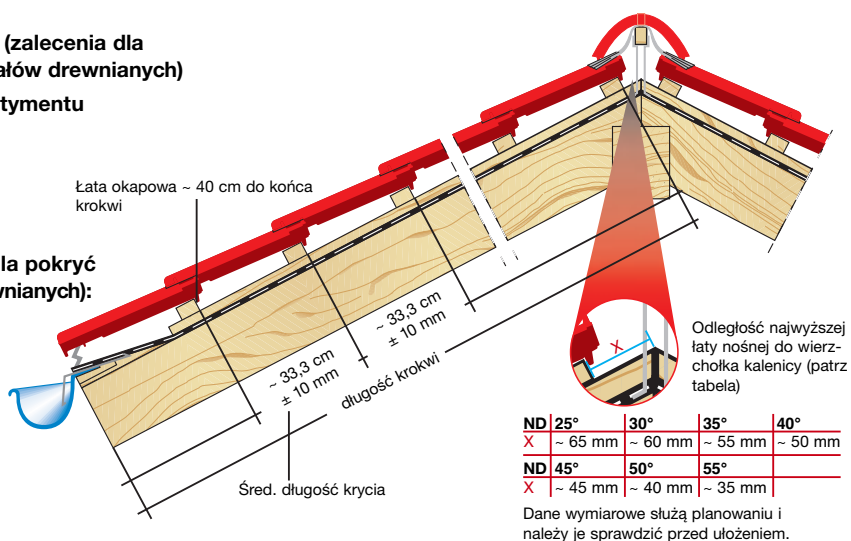 (zalecenia dla
ałów drewnianych)
tymentu
Łata okapowa ~ 40 cm do końca
krokwi
la pokryć
wnianych):
~ 33,3 cm
± 10 mm
~ 33,3 cm
± 10 mm
długość krokwi
Śred. długość krycia
X
Odległość najwyższej
łaty nośnej do wierz-
chołka kalenicy (patrz
tabela)
ND 25° 30° 35° 40°
X ~ 65 mm ~ 60 mm ~ 55 mm ~ 50 mm
ND 45° 50° 55°
X ~ 45 mm ~ 40 mm ~ 35 mm
Dane wymiarowe służą planowaniu i
należy je sprawdzić przed ułożeniem.